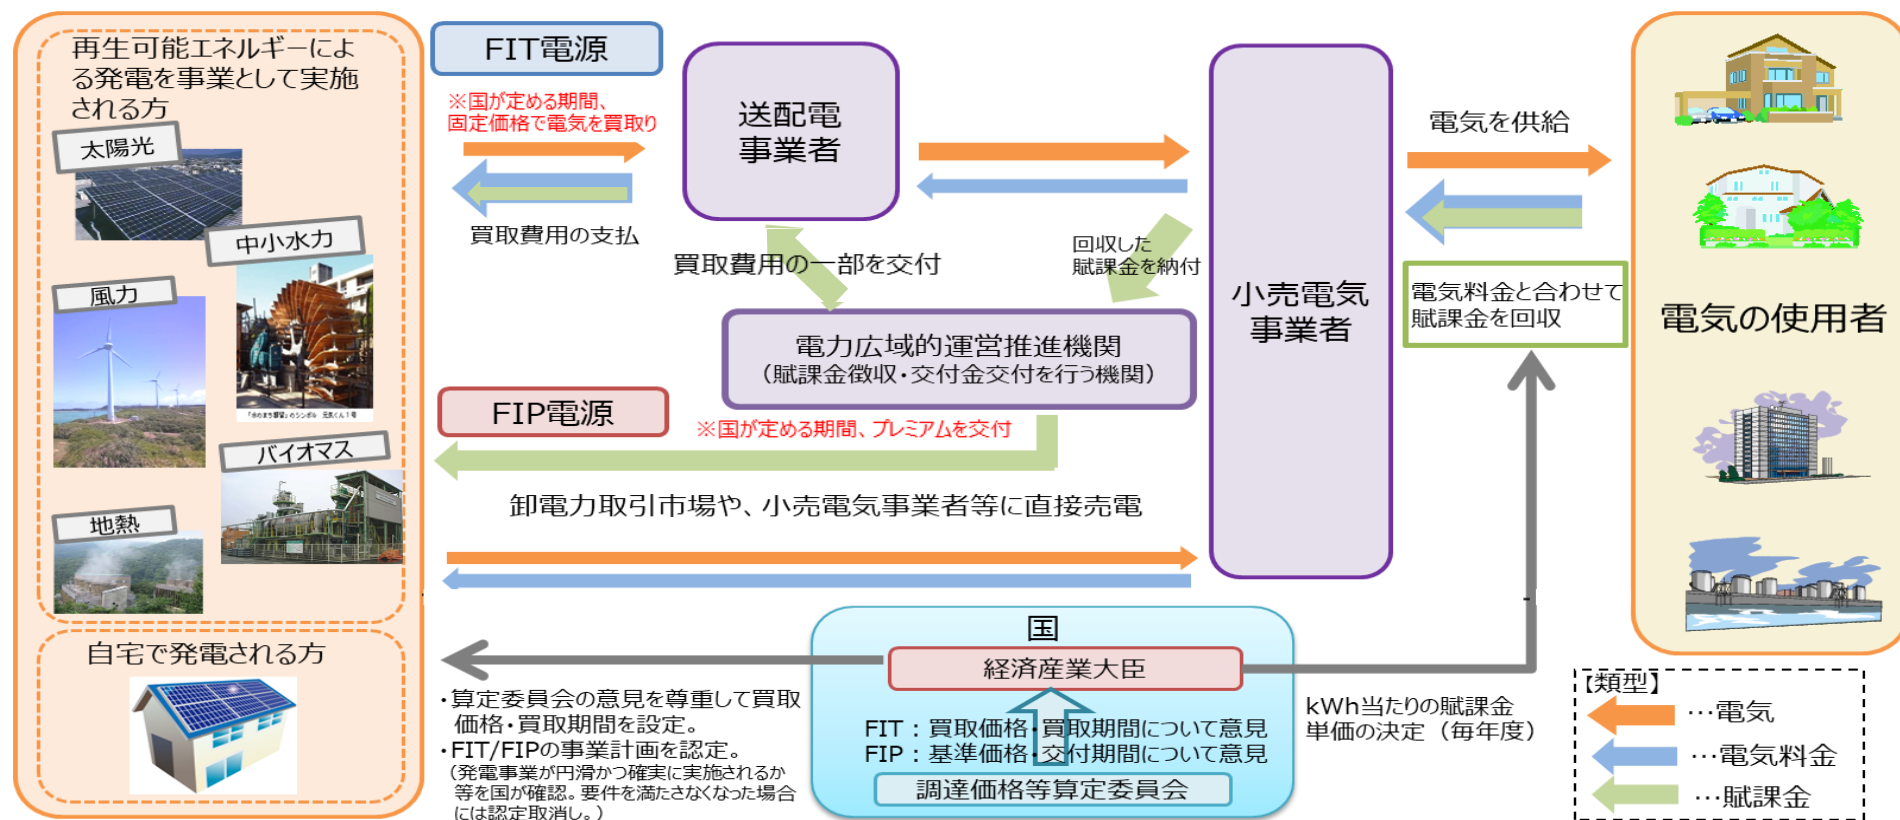 再生可能エネルギーによ
る発電を事業として実施
される方
太陽光
中小水力
風力
「水のまち都留」のシンボル 元気くん1号
バイオマス
地熱
自宅で発電される方
FIT電源
※国が定める期間、
固定価格で電気を買取り
買取費用の支払
送配電
事業者
買取費用の一部を交付
回収した
賦課金を納付
電力広域的運営推進機関
(賦課金徴収・交付金交付を行う機関)
FIP電源
※国が定める期間、プレミアムを交付
卸電力取引市場や、小売電気事業者等に直接売電
小売電気
事業者
電気を供給
電気料金と合わせて
賦課金を回収
電気の使用者
国
経済産業大臣
FIT：買取価格・買取期間について意見
FIP：基準価格・交付期間について意見
調達価格等算定委員会
・算定委員会の意見を尊重して買取
価格・買取期間を設定。
・FIT/FIPの事業計画を認定。
(発電事業が円滑かつ確実に実施されるか
等を国が確認。要件を満たさなくなった場合
には認定取消し。)
kWh当たりの賦課金
単価の決定（毎年度）
【類型】
…電気
…電気料金
…賦課金